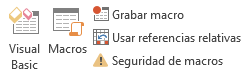 Visual
Basic
Macros
Grabar macro
Usar referencias relativas
Seguridad de macros